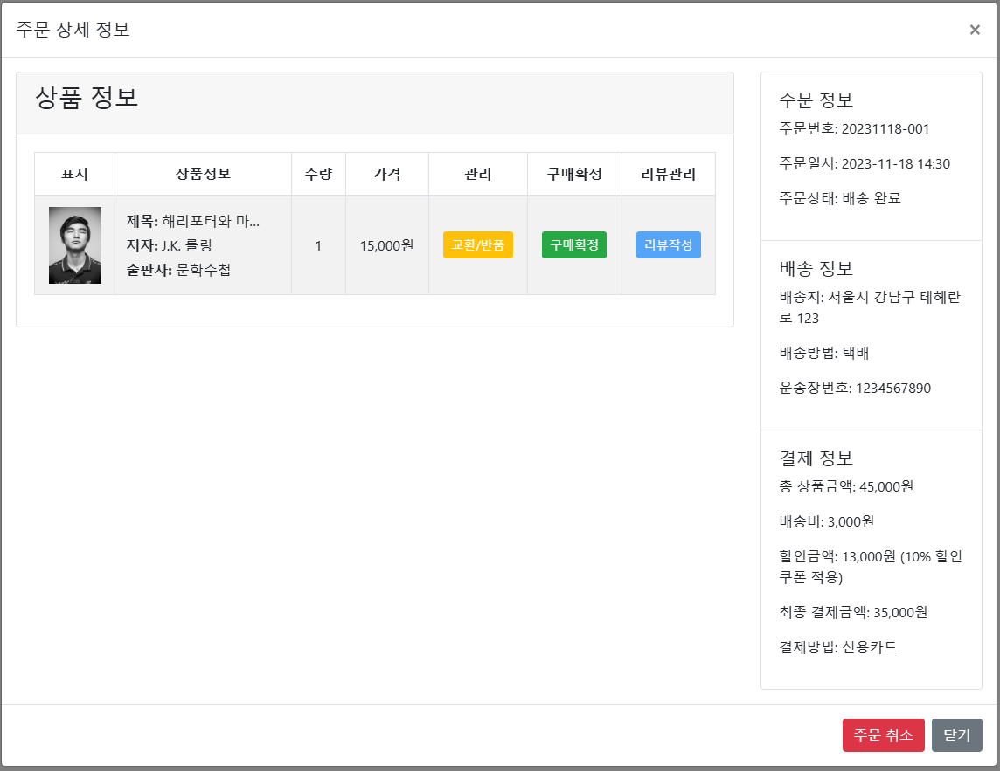 주문 상세 정보
×
상품 정보
표지 상품정보 수량 가격 관리 구매확정 리뷰관리
제목: 해리포터와 마...
저자: J.K. 롤링
출판사: 문학수첩
1 15,000원 교환/반품 구매확정 리뷰작성
주문 정보
주문번호: 20231118-001
주문일시: 2023-11-18 14:30
주문상태: 배송 완료
배송 정보
배송지: 서울시 강남구 테헤란
로 123
배송방법: 택배
운송장번호: 1234567890
결제 정보
총 상품금액: 45,000원
배송비: 3,000원
할인금액: 13,000원 (10% 할인
쿠폰 적용)
최종 결제금액: 35,000원
결제방법: 신용카드
주문 취소 닫기